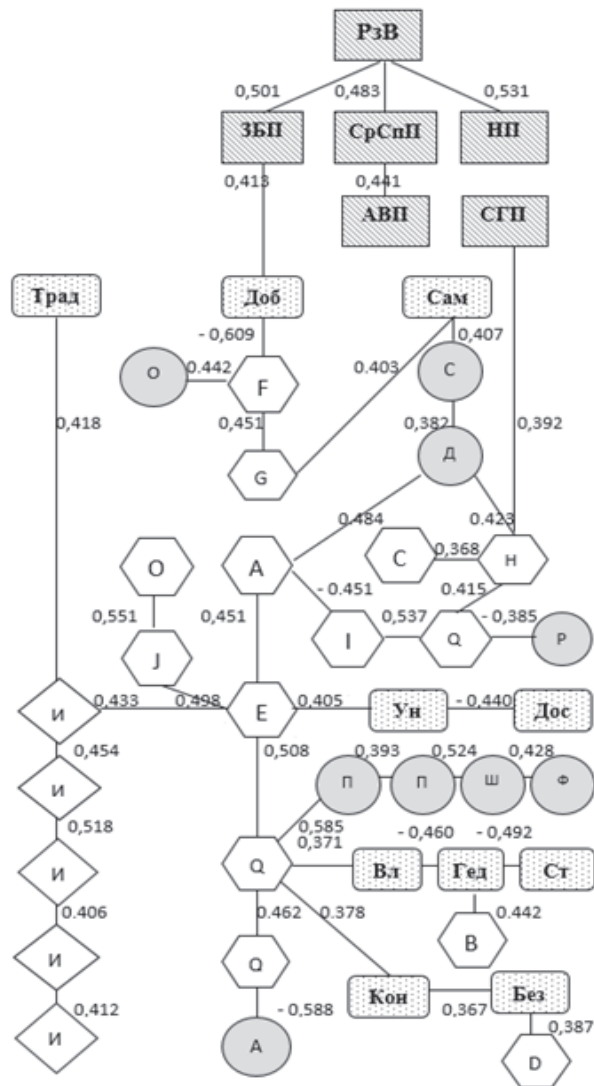 РзВ
0,501 0,483 0,531
ЗБП СрСпП НП
0,413 0,441
АВП СГП
Трад Доб Сам
- 0,609 0,407
О 0.442 F 0.403 С
0,418 0,451 0,382 0,392
G Д
0.484 0.423
О А С 0,368 Н
- 0.451 0.415
0,551 0,451 0,537 - 0,385
J I Q Р
И 0,433 0,498 E 0,405 Ун - 0,440 Дос
0,454 0,508 0,393 0,524 0,428
И П П Ш Ф
0,518 0,585
0,371 - 0,460 - 0,492
И Q Вл Гед Ст
0.406 0.462 0.378 0.442
И Q B
Кон Без
0,412 - 0,588 0,367 0,387
И А D